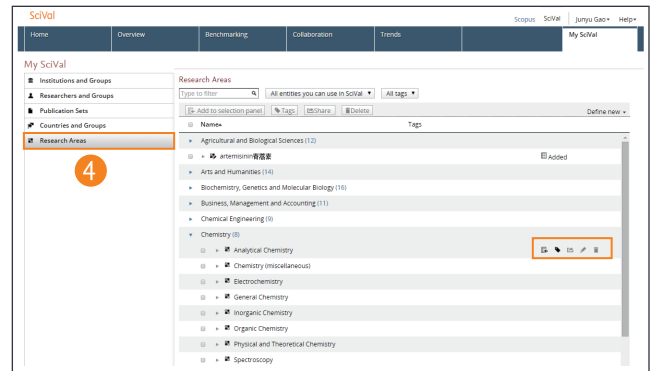 SciVal
Scopus SciVal Junyu Gao Help
Home Overview Benchmarking Collaboration Trends My SciVal
My SciVal
Institutions and Groups
Researchers and Groups
Publication Sets
Countries and Groups
Research Areas
4
Research Areas
Type to filter All entities you can use in SciVal All tags
Add to selection panel Tags Share Delete Define new
Name Tags
Agricultural and Biological Sciences (12)
artemisinin青蒿素 Added
Arts and Humanities (14)
Biochemistry, Genetics and Molecular Biology (16)
Business, Management and Accounting (11)
Chemical Engineering (9)
Chemistry (8)
Analytical Chemistry
Chemistry (miscellaneous)
Electrochemistry
General Chemistry
Inorganic Chemistry
Organic Chemistry
Physical and Theoretical Chemistry
Spectroscopy